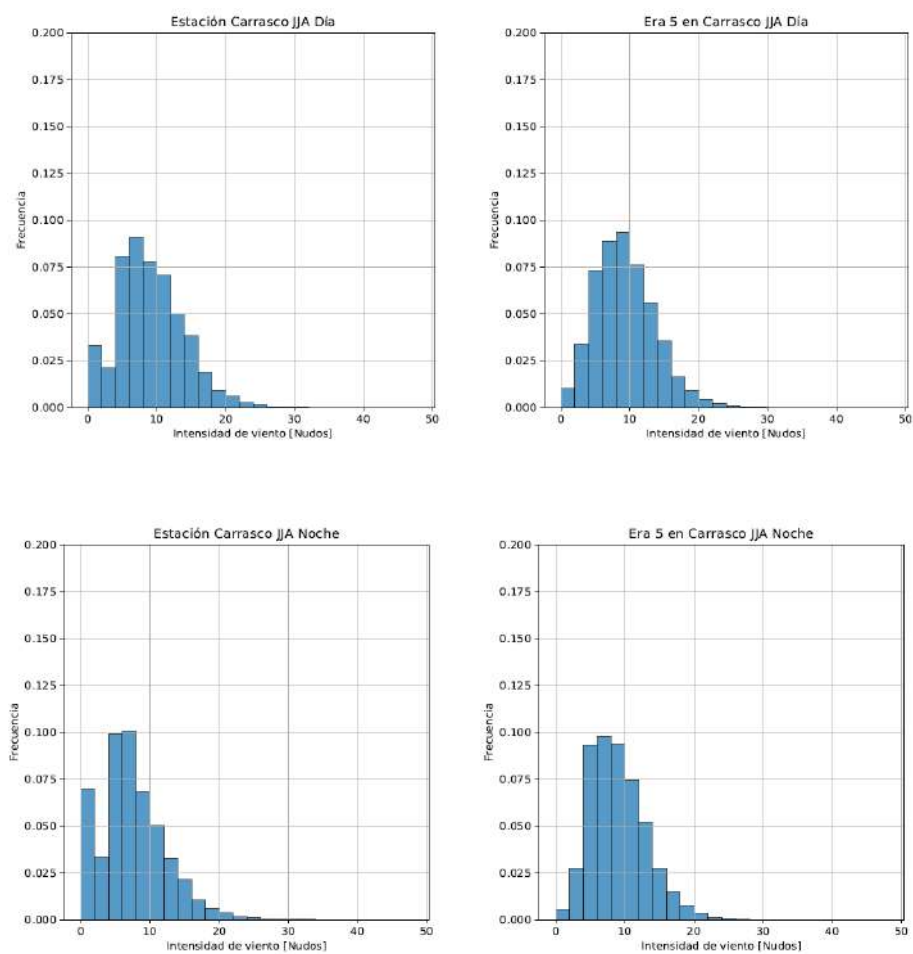 Estación Carrasco JJA Día
0.200
0.175
0.150
0.125
0.100
0.075
0.050
0.025
0.000
Frecuencia
0 10 20 30 40 50
Intensidad de viento [Nudos]
Era 5 en Carrasco JJA Día
0.200
0.175
0.150
0.125
0.100
0.075
0.050
0.025
0.000
Frecuencia
0 10 20 30 40 50
Intensidad de viento [Nudos]
Estación Carrasco JJA Noche
0.200
0.175
0.150
0.125
0.100
0.075
0.050
0.025
0.000
Frecuencia
0 10 20 30 40 50
Intensidad de viento [Nudos]
Era 5 en Carrasco JJA Noche
0.200
0.175
0.150
0.125
0.100
0.075
0.050
0.025
0.000
Frecuencia
0 10 20 30 40 50
Intensidad de viento [Nudos]